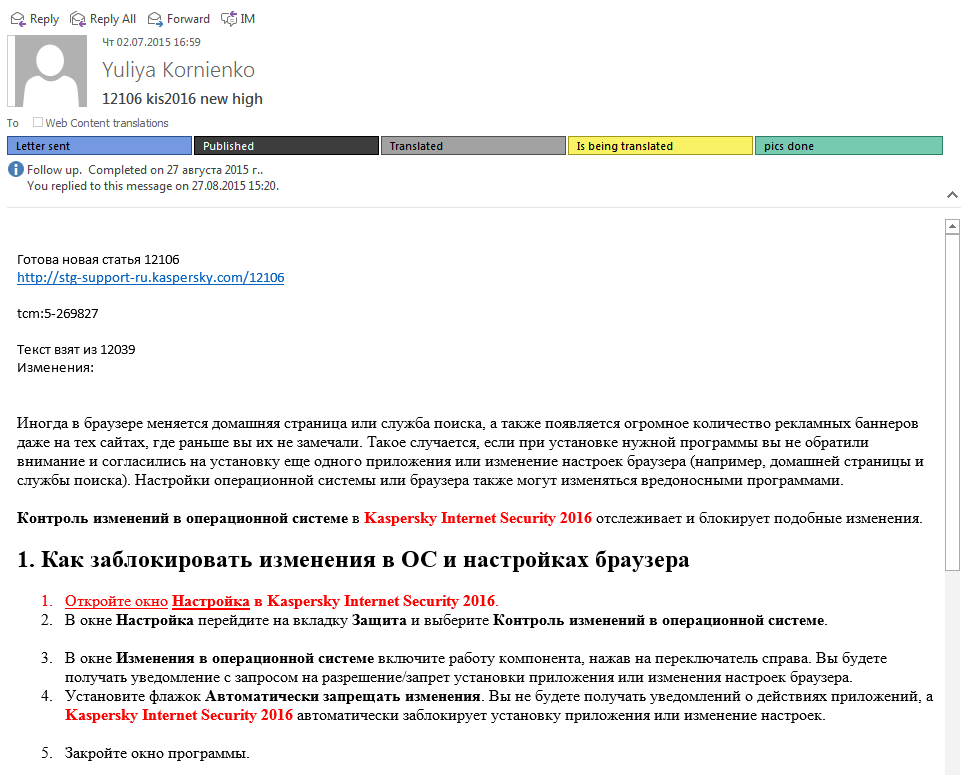 Reply Reply All Forward IM
Чт 02.07.2015 16:59
Yuliya Kornienko
12106 kis2016 new high
To Web Content translations
Letter sent Published Translated Is being translated pics done
Follow up. Completed on 27 августа 2015 г..
You replied to this message on 27.08.2015 15:20.
Готова новая статья 12106
http://stg-support-ru.kaspersky.com/12106
tcm:5-269827
Текст взят из 12039
Изменения:
Иногда в браузере меняется домашняя страница или служба поиска, а также появляется огромное количество рекламных баннеров
даже на тех сайтах, где раньше вы их не замечали. Такое случается, если при установке нужной программы вы не обратили
внимание и согласились на установку еще одного приложения или изменение настроек браузера (например, домашней страницы и
службы поиска). Настройки операционной системы или браузера также могут изменяться вредоносными программами.
Контроль изменений в операционной системе в Kaspersky Internet Security 2016 отслеживает и блокирует подобные изменения.
1. Как заблокировать изменения в ОС и настройках браузера
1. Откройте окно Настройка в Kaspersky Internet Security 2016.
2. В окне Настройка перейдите на вкладку Защита и выберите Контроль изменений в операционной системе.
3. В окне Изменения в операционной системе включите работу компонента, нажав на переключатель справа. Вы будете
получать уведомление с запросом на разрешение/запрет установки приложения или изменения настроек браузера.
4. Установите флажок Автоматически запрещать изменения. Вы не будете получать уведомлений о действиях приложений, а
Kaspersky Internet Security 2016 автоматически заблокирует установку приложения или изменение настроек.
5. Закройте окно программы.